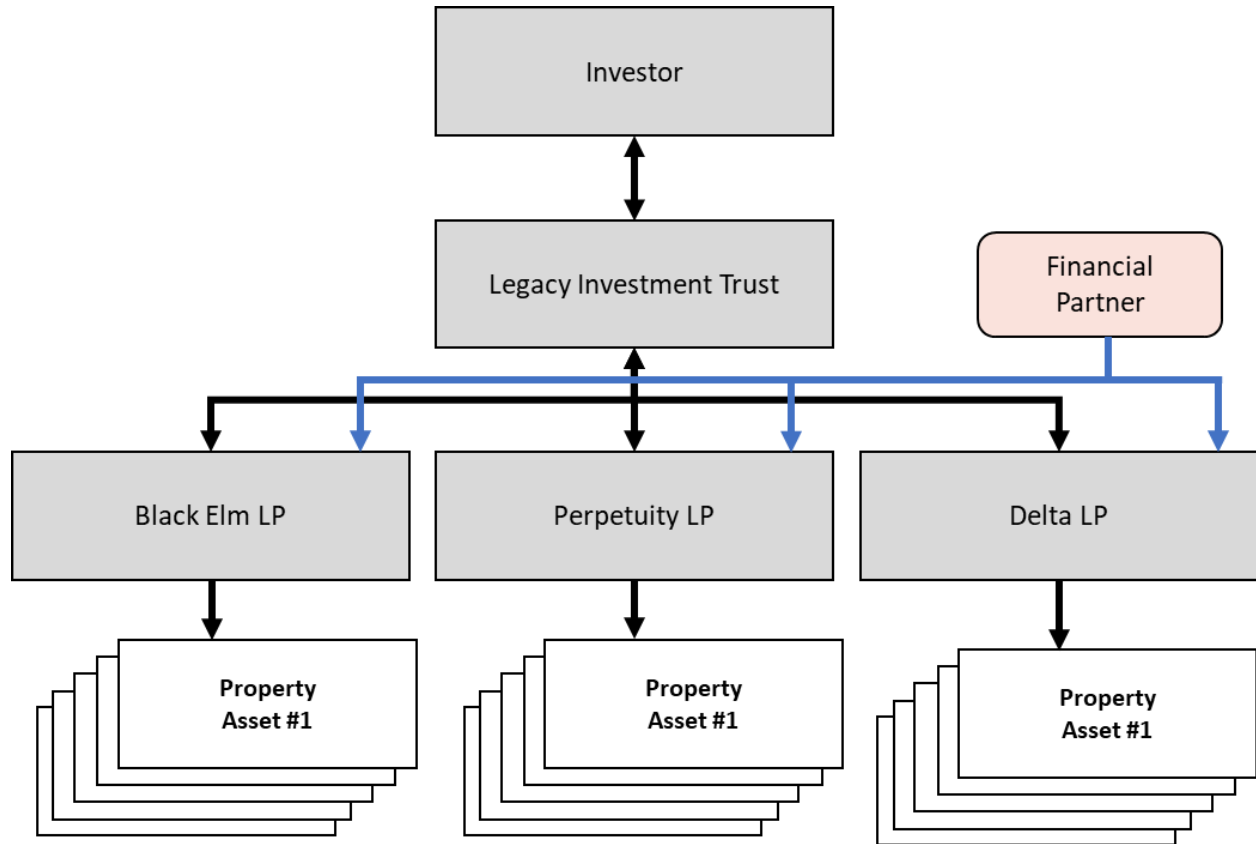 Investor
Legacy Investment Trust
Financial
Partner
Black Elm LP
Perpetuity LP
Delta LP
Property
Asset #1
Property
Asset #1
Property
Asset #1